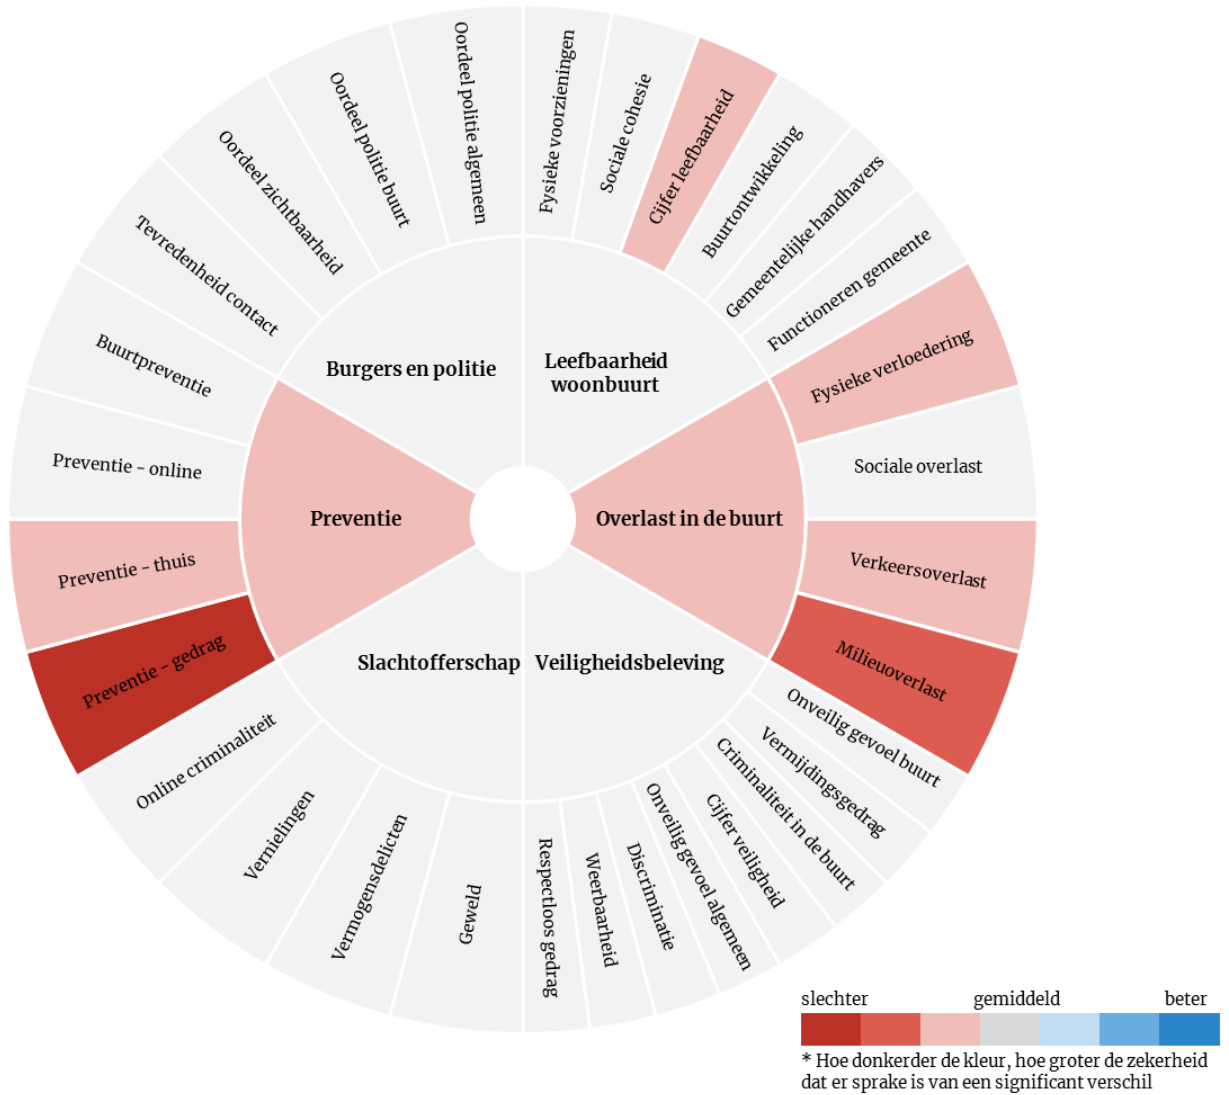 Fysieke voorzieningen
Sociale cohesie
Cijfer leefbaarheid
Buurtontwikkeling
Gemeentelijke handhavers
Functioneren gemeente
Fysieke verloedering
Sociale overlast
Verkeersoverlast
Milieuoverlast
Onveilig gevoel buurt
Vermijdingsgedrag
Criminaliteit in de buurt
Cijfer veiligheid
Onveilig gevoel algemeen
Discriminatie
Weerbaarheid
Respectloos gedrag
Geweld
Vermogensdelicten
Vernielingen
Online criminaliteit
Preventie - gedrag
Preventie - thuis
Preventie - online
Buurtpreventie
Tevredenheid contact
Oordeel zichtbaarheid
Oordeel politie buurt
Oordeel politie algemeen
Burgers en politie
Leefbaarheid
woonbuurt
Preventie
Overlast in de buurt
Slachtofferschap
Veiligheidsbeleving
slechter gemiddeld beter
* Hoe donkerder de kleur, hoe groter de zekerheid
dat er sprake is van een significant verschil